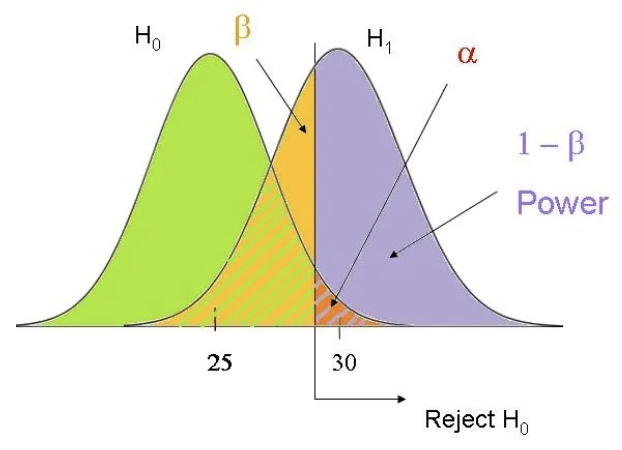 H₀
β
H₁
α
1 – β
Power
25
30
Reject H₀